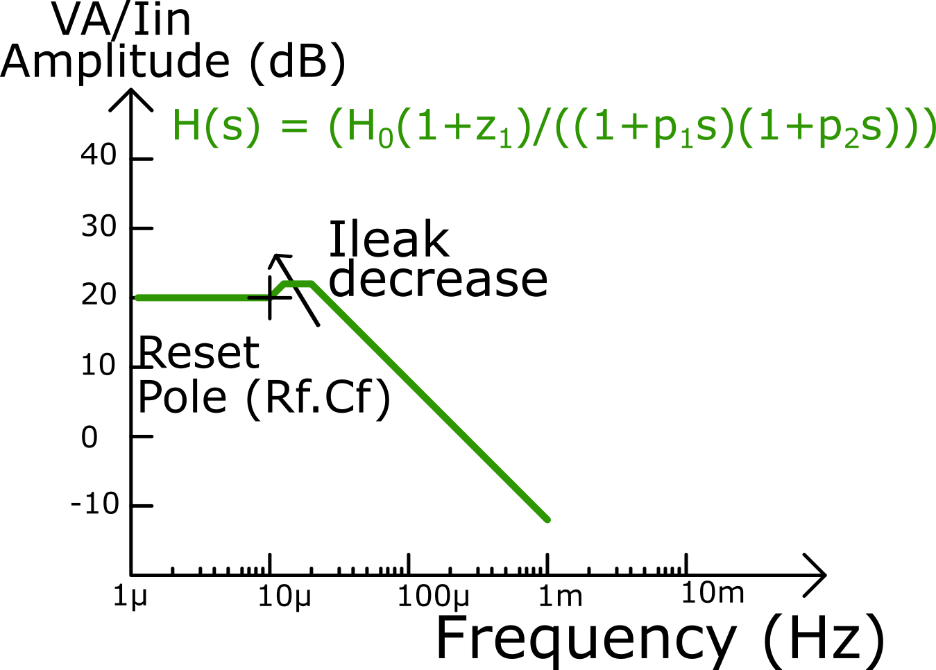 VA/Iin
Amplitude (dB)
H(s) = (H₀(1+z₁)/((1+p₁s)(1+p₂s)))
40
30
Ileak
decrease
20
Reset
10
Pole (Rf.Cf)
0
-10
1µ 10µ 100µ 1m 10m
Frequency (Hz)